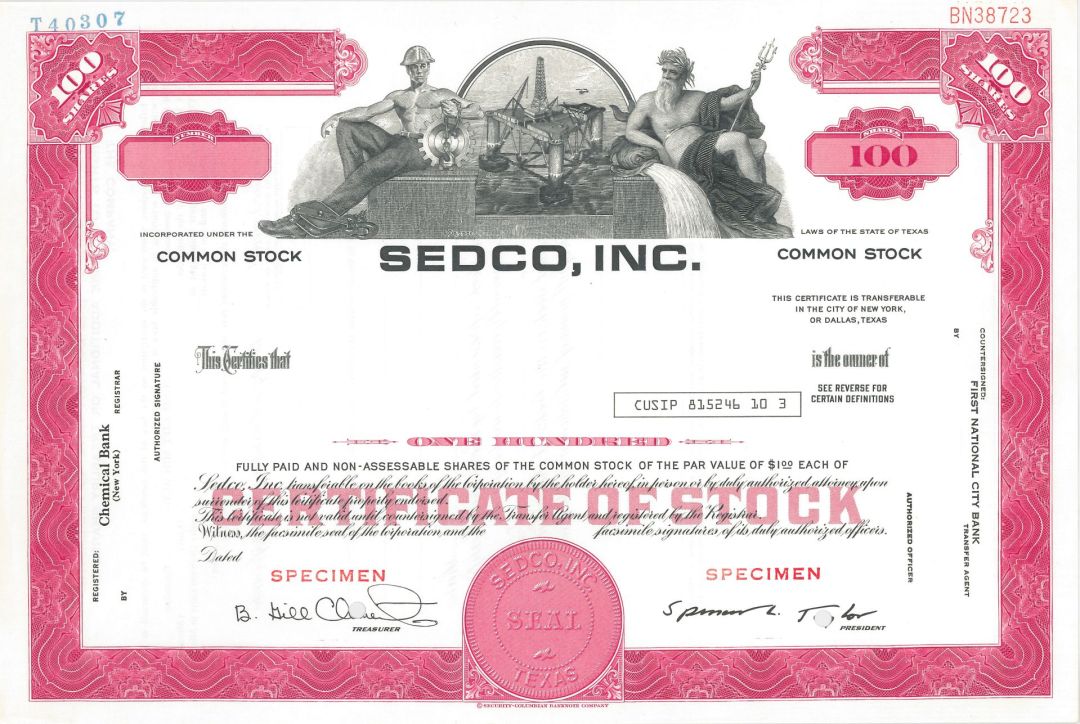 T40307
BN38723
100 SHARES
100 SHARES
NUMBER
SHARES
100
INCORPORATED UNDER THE
LAWS OF THE STATE OF TEXAS
COMMON STOCK
COMMON STOCK
SEDCO, INC.
THIS CERTIFICATE IS TRANSFERABLE
IN THE CITY OF NEW YORK,
OR DALLAS, TEXAS
This Certifies that
is the owner of
SEE REVERSE FOR
CERTAIN DEFINITIONS
CUSIP 815246 10 3
ONE HUNDRED
FULLY PAID AND NON-ASSESSABLE SHARES OF THE COMMON STOCK OF THE PAR VALUE OF $1.00 EACH OF
Sedco, Inc. transferable on the books of the Corporation by the holder hereof in person or by duly authorized attorney upon
surrender of this certificate properly endorsed.
This certificate is not valid until countersigned by the Transfer Agent and registered by the Registrar.
Witness, the facsimile seal of the Corporation and the facsimile signatures of its duly authorized officers.
CERTIFICATE OF STOCK
Dated
SPECIMEN
SPECIMEN
B. Gill
TREASURER
PRESIDENT
SEDCO, INC.
SEAL
TEXAS
REGISTERED:
Chemical Bank
(New York)
REGISTRAR
BY
AUTHORIZED SIGNATURE
COUNTERSIGNED:
FIRST NATIONAL CITY BANK
TRANSFER AGENT
BY
AUTHORIZED OFFICER
© SECURITY-COLUMBIAN BANKNOTE COMPANY